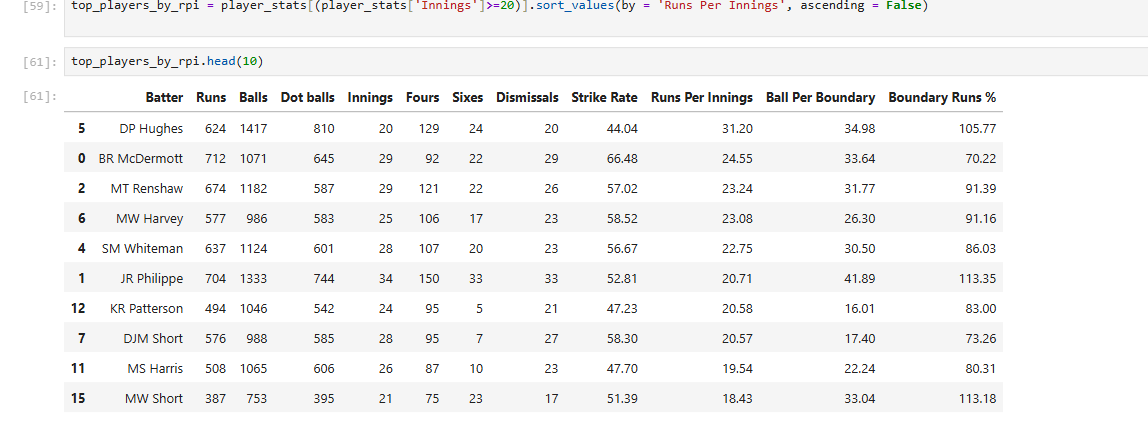 [59]: top_players_by_rpi = player_stats[(player_stats['Innings']>=20)].sort_values(by = 'Runs Per Innings', ascending = False)
[61]: top_players_by_rpi.head(10)
[61]: Batter Runs Balls Dot balls Innings Fours Sixes Dismissals Strike Rate Runs Per Innings Ball Per Boundary Boundary Runs %
5 DP Hughes 624 1417 810 20 129 24 20 44.04 31.20 34.98 105.77
0 BR McDermott 712 1071 645 29 92 22 29 66.48 24.55 33.64 70.22
2 MT Renshaw 674 1182 587 29 121 22 26 57.02 23.24 31.77 91.39
6 MW Harvey 577 986 583 25 106 17 23 58.52 23.08 26.30 91.16
4 SM Whiteman 637 1124 601 28 107 20 23 56.67 22.75 30.50 86.03
1 JR Philippe 704 1333 744 34 150 33 33 52.81 20.71 41.89 113.35
12 KR Patterson 494 1046 542 24 95 5 21 47.23 20.58 16.01 83.00
7 DJM Short 576 988 585 28 95 7 27 58.30 20.57 17.40 73.26
11 MS Harris 508 1065 606 26 87 10 23 47.70 19.54 22.24 80.31
15 MW Short 387 753 395 21 75 23 17 51.39 18.43 33.04 113.18